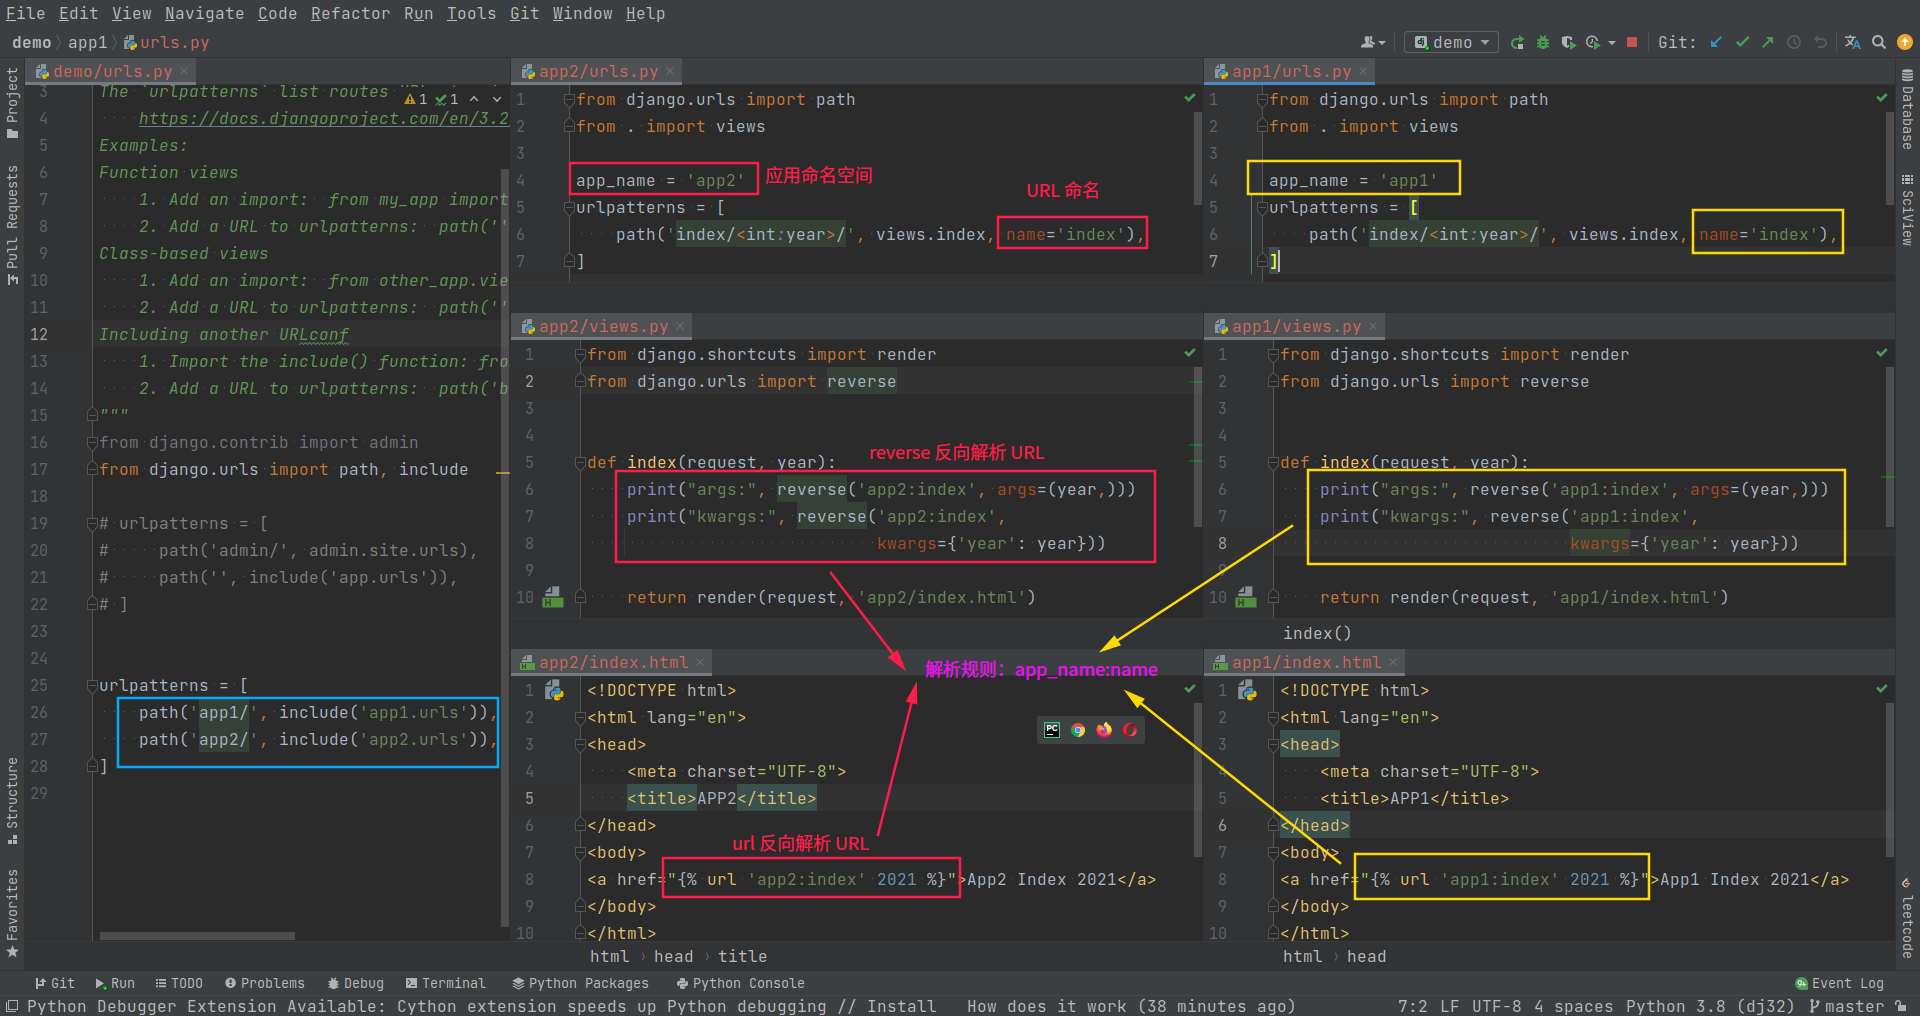 File Edit View Navigate Code Refactor Run Tools Git Window Help
demo app1 urls.py
demo
Git:
Project
Pull Requests
Structure
Favorites
demo/urls.py
1 1
3 The `urlpatterns` list routes
4 https://docs.djangoproject.com/en/3.2
5 Examples:
6 Function views
7 1. Add an import:  from my_app import
8 2. Add a URL to urlpatterns:  path(''
9 Class-based views
10 1. Add an import:  from other_app.vie
11 2. Add a URL to urlpatterns:  path(''
12 Including another URLconf
13 1. Import the include() function: fro
14 2. Add a URL to urlpatterns:  path('b
15 """
16 from django.contrib import admin
17 from django.urls import path, include
18
19 # urlpatterns = [
20 #     path('admin/', admin.site.urls),
21 #     path('', include('app.urls')),
22 # ]
23
24
25 urlpatterns = [
26     path('app1/', include('app1.urls')),
27     path('app2/', include('app2.urls')),
28 ]
29
app2/urls.py
1 from django.urls import path
2 from . import views
3
4 app_name = 'app2' 应用命名空间
URL 命名
5 urlpatterns = [
6     path('index/<int:year>/', views.index, name='index'),
7 ]
app1/urls.py
1 from django.urls import path
2 from . import views
3
4 app_name = 'app1'
5 urlpatterns = [
6     path('index/<int:year>/', views.index, name='index'),
7 ]
app2/views.py
1 from django.shortcuts import render
2 from django.urls import reverse
3
4
reverse 反向解析 URL
5 def index(request, year):
6     print("args:", reverse('app2:index', args=(year,)))
7     print("kwargs:", reverse('app2:index',
8                              kwargs={'year': year}))
9
10     return render(request, 'app2/index.html')
app1/views.py
1 from django.shortcuts import render
2 from django.urls import reverse
3
4
5 def index(request, year):
6     print("args:", reverse('app1:index', args=(year,)))
7     print("kwargs:", reverse('app1:index',
8                              kwargs={'year': year}))
9
10     return render(request, 'app1/index.html')
index()
解析规则：app_name:name
app2/index.html
1 <!DOCTYPE html>
2 <html lang="en">
3 <head>
4     <meta charset="UTF-8">
5     <title>APP2</title>
6 </head>
url 反向解析 URL
7 <body>
8 <a href="{% url 'app2:index' 2021 %}">App2 Index 2021</a>
9 </body>
10 </html>
html head title
PC
app1/index.html
1 <!DOCTYPE html>
2 <html lang="en">
3 <head>
4     <meta charset="UTF-8">
5     <title>APP1</title>
6 </head>
7 <body>
8 <a href="{% url 'app1:index' 2021 %}">App1 Index 2021</a>
9 </body>
10 </html>
html head
Database
SciView
leetcode
Git Run TODO Problems Debug Terminal Python Packages Python Console Event Log
Python Debugger Extension Available: Cython extension speeds up Python debugging // Install   How does it work (38 minutes ago) 7:2 LF UTF-8 4 spaces Python 3.8 (dj32) master